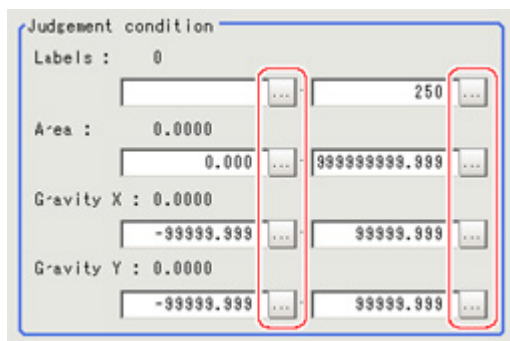 Judgement condition
Labels : 0
... 250 ...
Area : 0.0000
0.000 ... 999999999.999 ...
Gravity X : 0.0000
-99999.999 ... 99999.999 ...
Gravity Y : 0.0000
-99999.999 ... 99999.999 ...